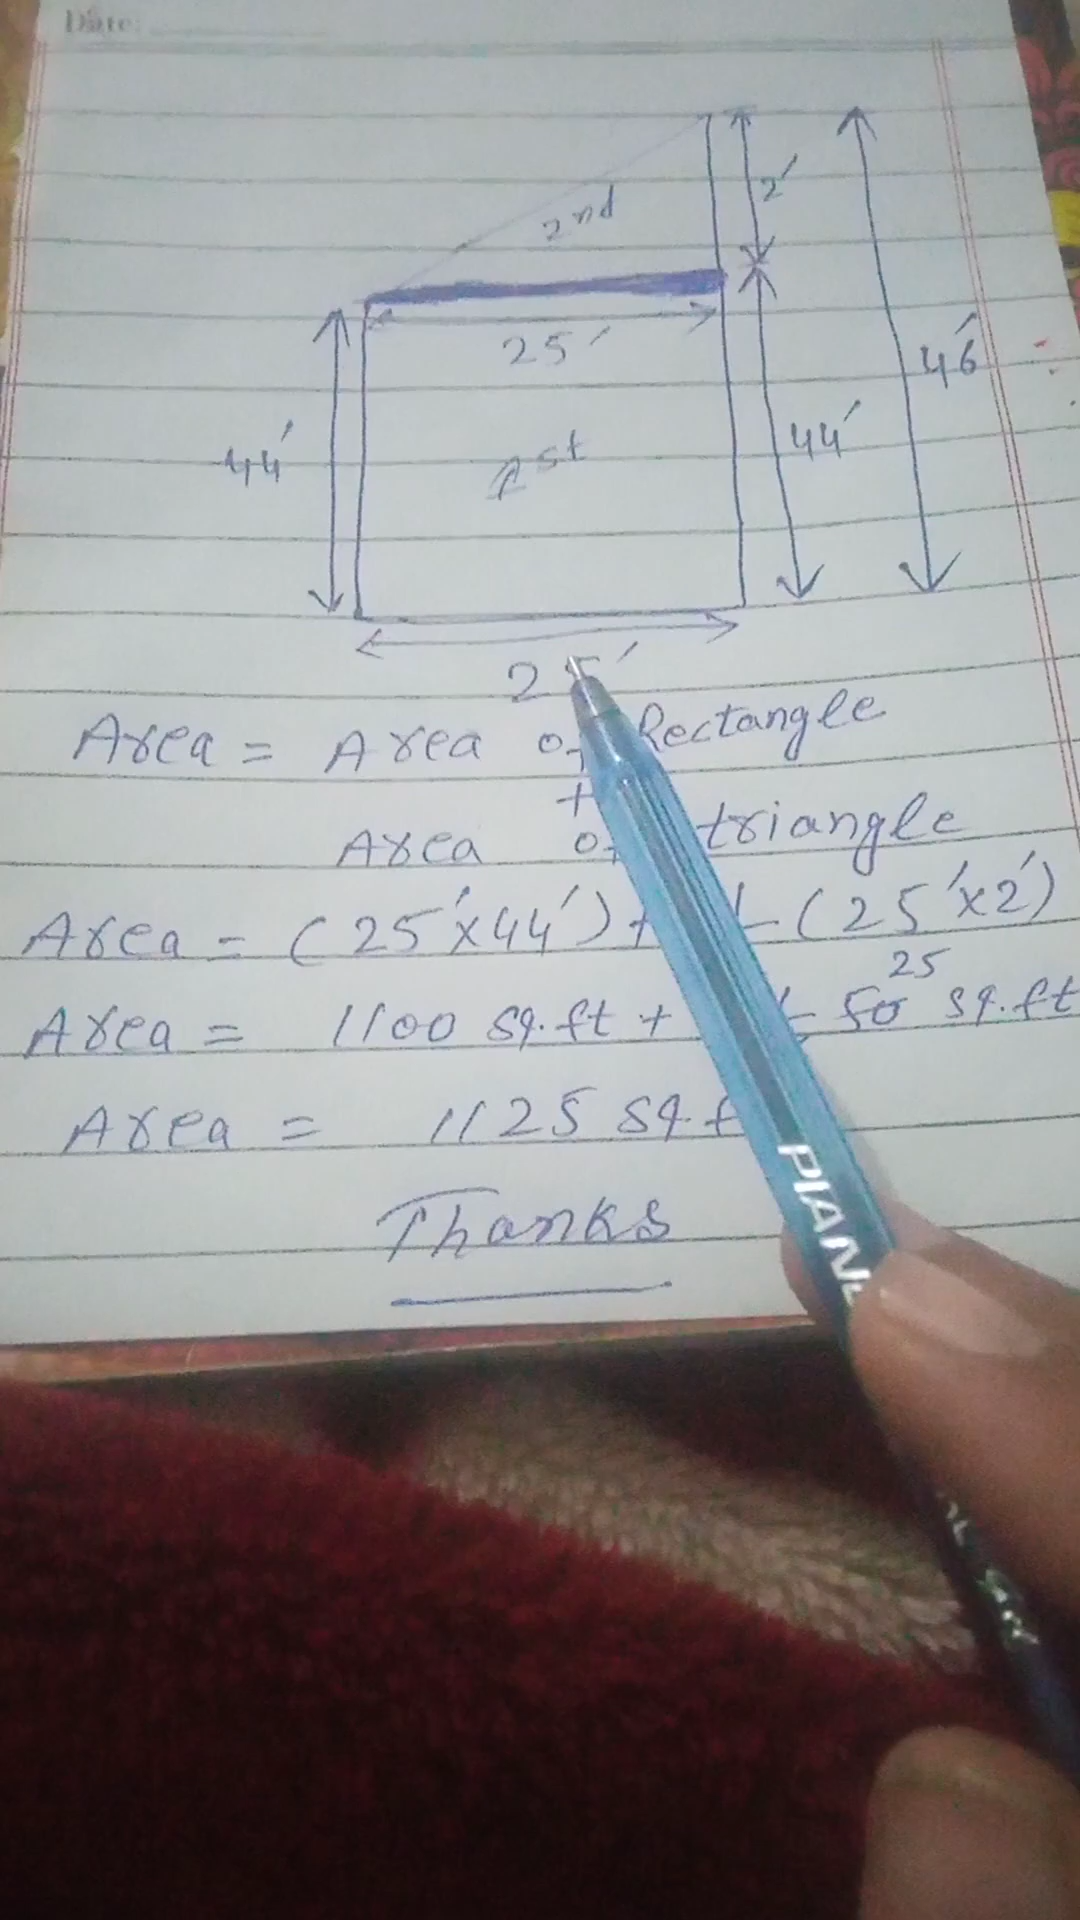 Date:
2'
2nd
25'
46'
44'
44'
1st
2
Area = Area of Rectangle
+
Area of triangle
Area = (25'x44') + (25'x2')
25
Area = 1100 sq.ft + 50 sq.ft
Area = 1125 sq.f
Thanks
PIANO